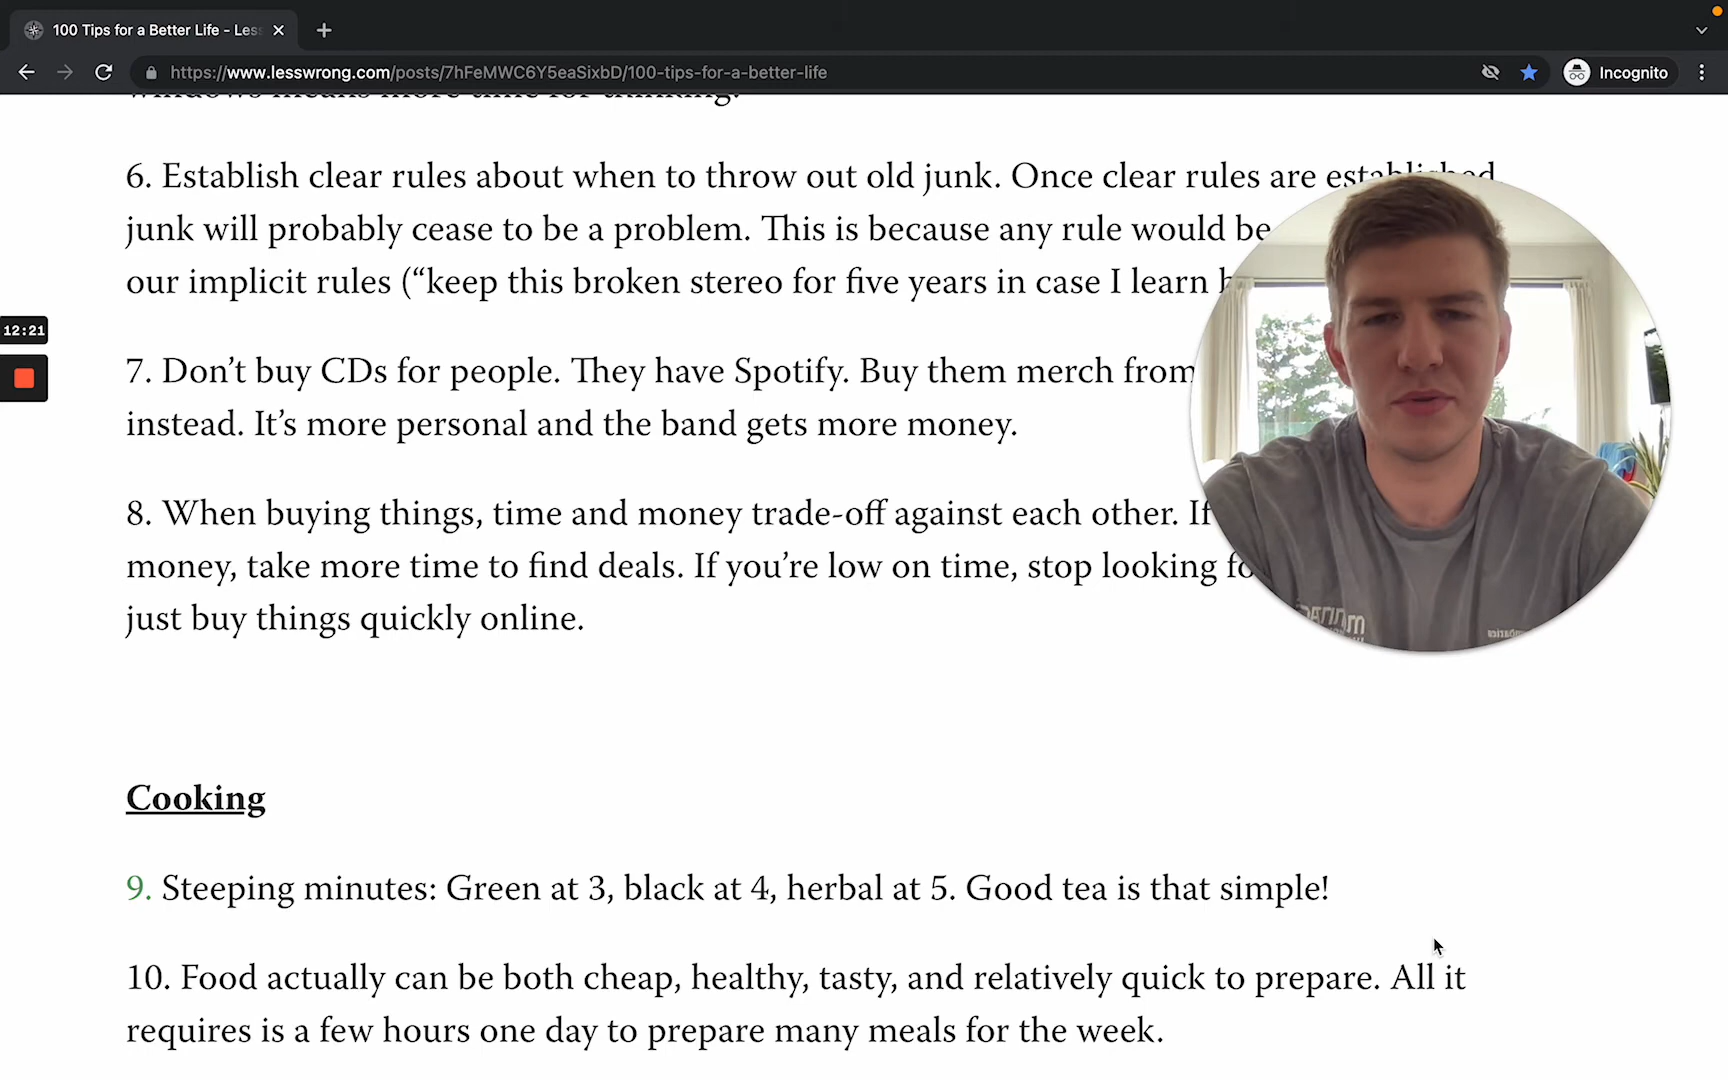 100 Tips for a Better Life - Les
https://www.lesswrong.com/posts/7hFeMWC6Y5eaSixbD/100-tips-for-a-better-life
Incognito
windows means more time for thinking.
6. Establish clear rules about when to throw out old junk. Once clear rules are established
junk will probably cease to be a problem. This is because any rule would be
our implicit rules (“keep this broken stereo for five years in case I learn h
12:21
7. Don’t buy CDs for people. They have Spotify. Buy them merch from
instead. It’s more personal and the band gets more money.
8. When buying things, time and money trade-off against each other. If
money, take more time to find deals. If you’re low on time, stop looking fo
just buy things quickly online.
Cooking
9. Steeping minutes: Green at 3, black at 4, herbal at 5. Good tea is that simple!
10. Food actually can be both cheap, healthy, tasty, and relatively quick to prepare. All it
requires is a few hours one day to prepare many meals for the week.